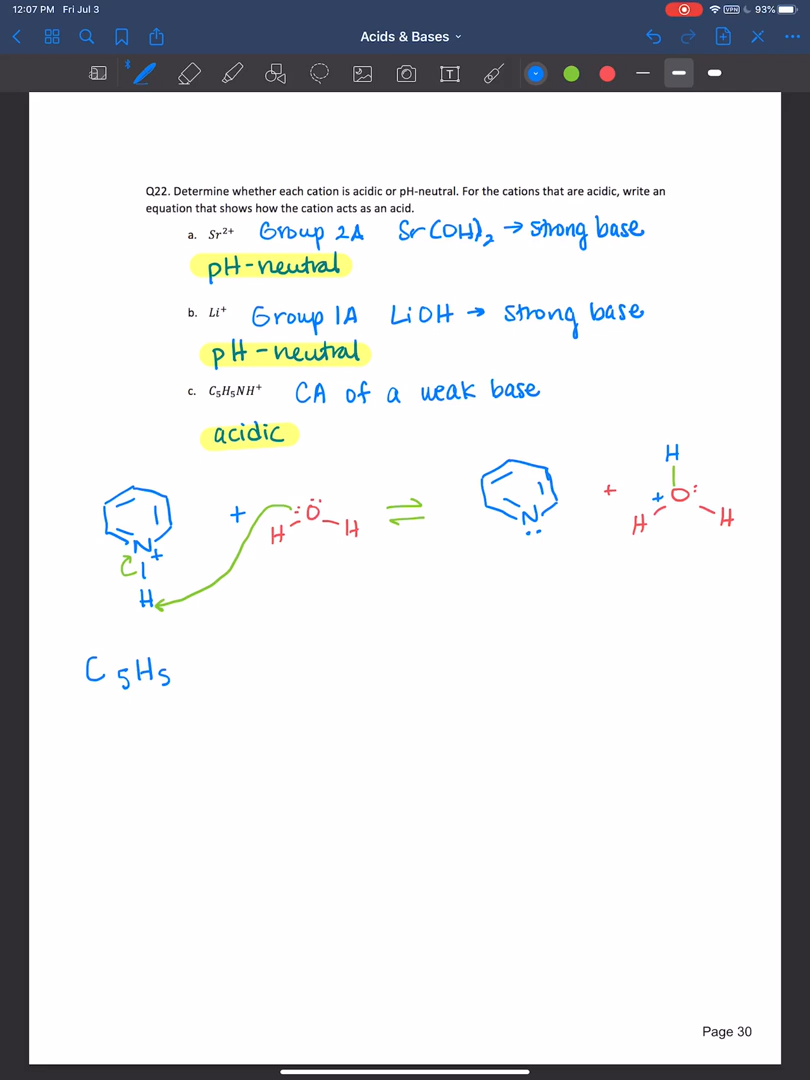 12:07 PM Fri Jul 3
VPN 93%
Acids & Bases
T
Q22. Determine whether each cation is acidic or pH-neutral. For the cations that are acidic, write an
equation that shows how the cation acts as an acid.
a. Sr²⁺ Group 2A Sr(OH)₂ → strong base
pH-neutral
b. Li⁺ Group 1A LiOH → strong base
pH-neutral
c. C₅H₅NH⁺ CA of a weak base
acidic
N + H + H O H ⇌ N + H O H H +
C₅H₅
Page 30